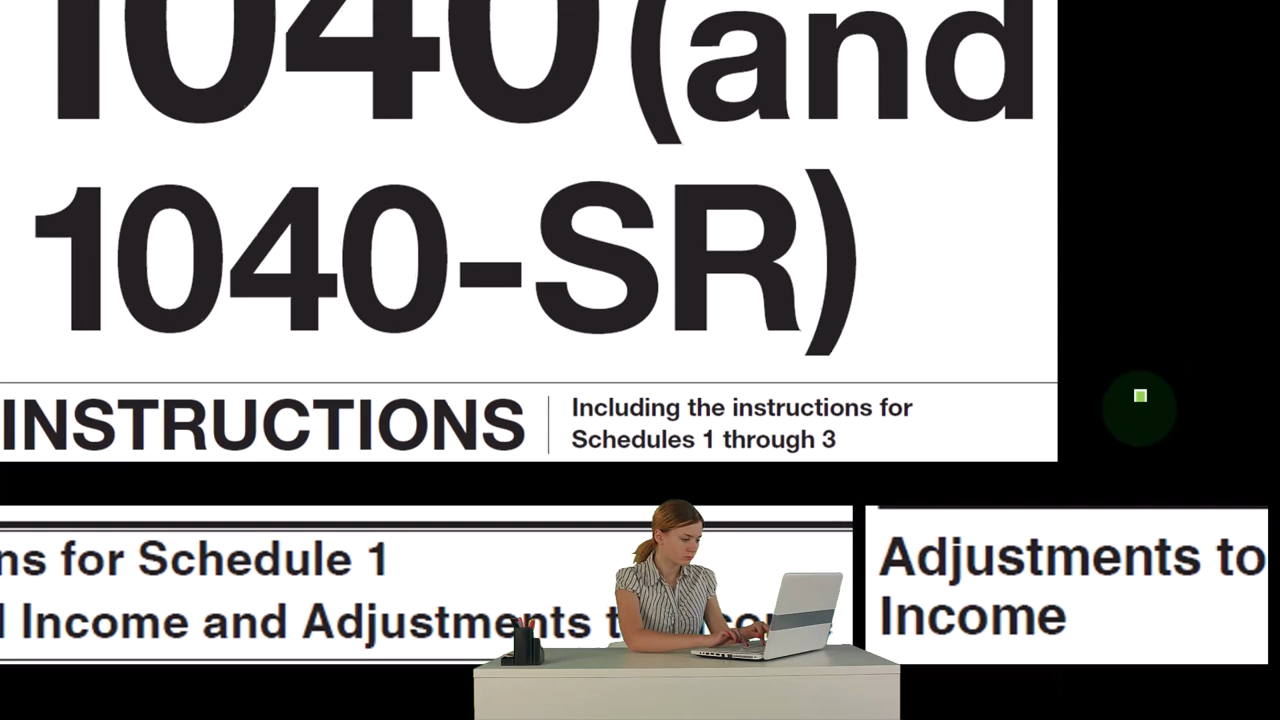 1040 (and
1040-SR)
INSTRUCTIONS
Including the instructions for
Schedules 1 through 3
for Schedule 1
Income and Adjustments
Adjustments to
Income